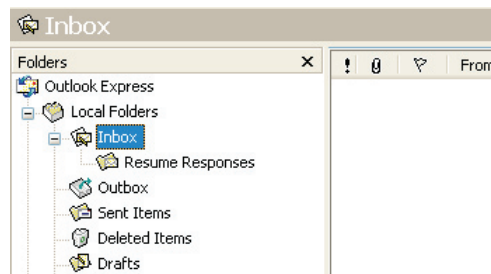 Inbox
Folders × ! From
Outlook Express
Local Folders
Inbox
Resume Responses
Outbox
Sent Items
Deleted Items
Drafts